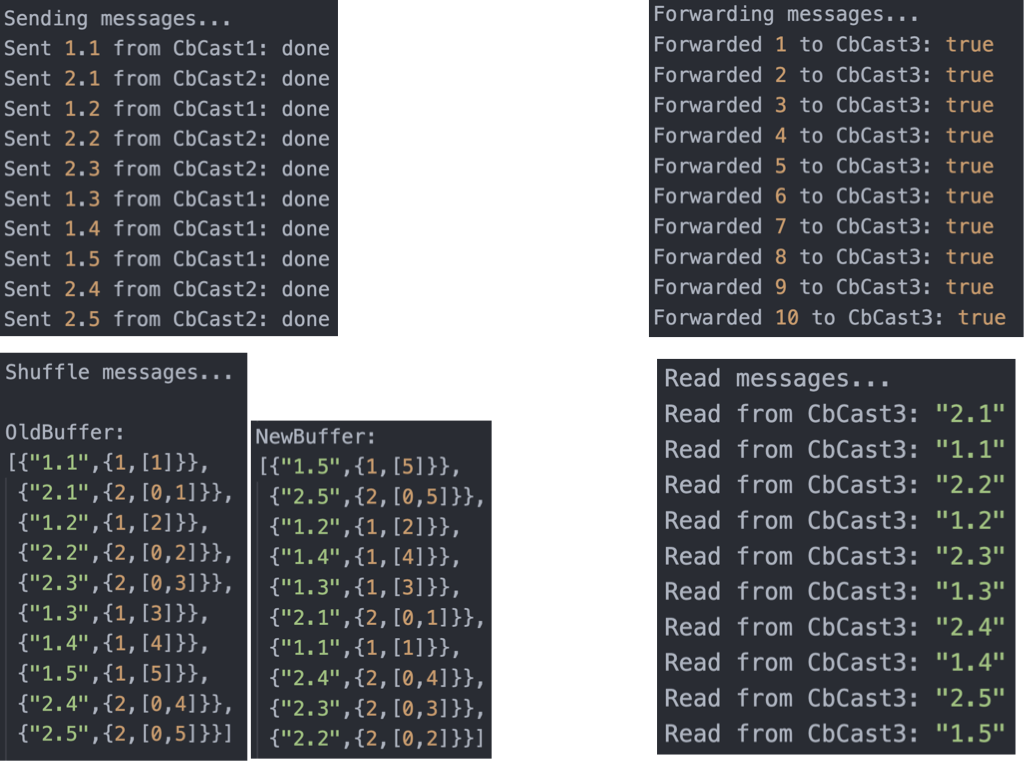 Sending messages...
Sent 1.1 from CbCast1: done
Sent 2.1 from CbCast2: done
Sent 1.2 from CbCast1: done
Sent 2.2 from CbCast2: done
Sent 2.3 from CbCast2: done
Sent 1.3 from CbCast1: done
Sent 1.4 from CbCast1: done
Sent 1.5 from CbCast1: done
Sent 2.4 from CbCast2: done
Sent 2.5 from CbCast2: done
Forwarding messages...
Forwarded 1 to CbCast3: true
Forwarded 2 to CbCast3: true
Forwarded 3 to CbCast3: true
Forwarded 4 to CbCast3: true
Forwarded 5 to CbCast3: true
Forwarded 6 to CbCast3: true
Forwarded 7 to CbCast3: true
Forwarded 8 to CbCast3: true
Forwarded 9 to CbCast3: true
Forwarded 10 to CbCast3: true
Shuffle messages...
OldBuffer:
[{"1.1",{1,[1]}},
{"2.1",{2,[0,1]}},
{"1.2",{1,[2]}},
{"2.2",{2,[0,2]}},
{"2.3",{2,[0,3]}},
{"1.3",{1,[3]}},
{"1.4",{1,[4]}},
{"1.5",{1,[5]}},
{"2.4",{2,[0,4]}},
{"2.5",{2,[0,5]}}]
NewBuffer:
[{"1.5",{1,[5]}},
{"2.5",{2,[0,5]}},
{"1.2",{1,[2]}},
{"1.4",{1,[4]}},
{"1.3",{1,[3]}},
{"2.1",{2,[0,1]}},
{"1.1",{1,[1]}},
{"2.4",{2,[0,4]}},
{"2.3",{2,[0,3]}},
{"2.2",{2,[0,2]}}]
Read messages...
Read from CbCast3: "2.1"
Read from CbCast3: "1.1"
Read from CbCast3: "2.2"
Read from CbCast3: "1.2"
Read from CbCast3: "2.3"
Read from CbCast3: "1.3"
Read from CbCast3: "2.4"
Read from CbCast3: "1.4"
Read from CbCast3: "2.5"
Read from CbCast3: "1.5"